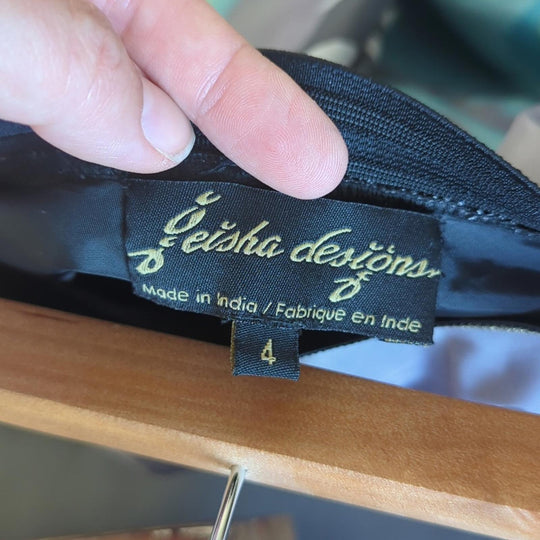 geisha designs
Made in India / Fabrique en Inde
4